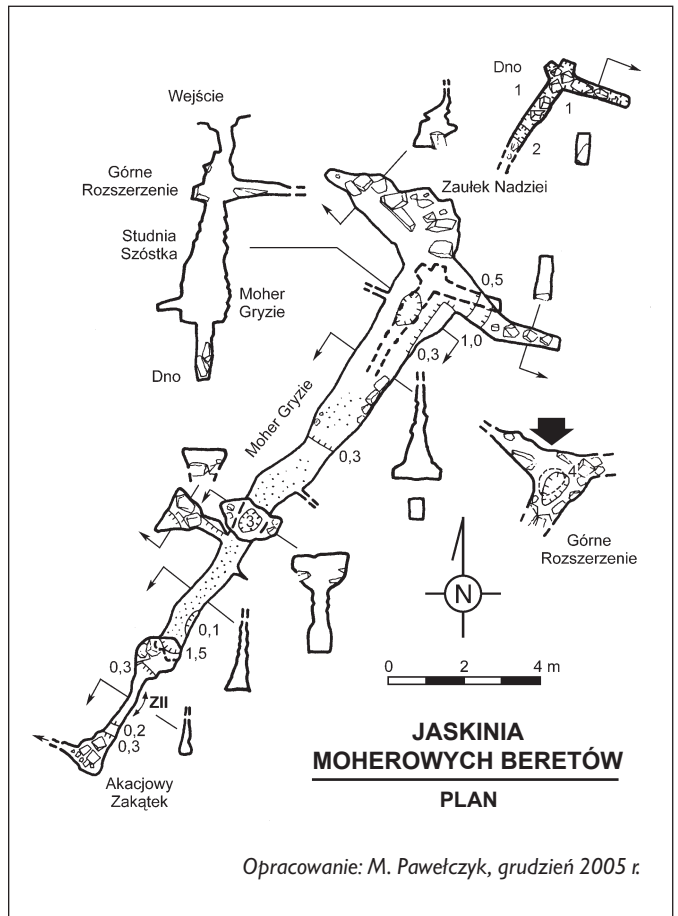 Dno
1
1
2
Wejście
Górne
Rozszerzenie
Zaułek Nadziei
Studnia
Szóstka
0,5
Moher
Gryzie
1,0
0,3
Dno
Moher Gryzie
0,3
4
3
Górne
Rozszerzenie
N
0,1
1,5
0,3
0 2 4 m
ZII
0,2
0,3
JASKINIA
MOHEROWYCH BERETÓW
PLAN
Akacjowy
Zakątek
Opracowanie: M. Pawełczyk, grudzień 2005 r.